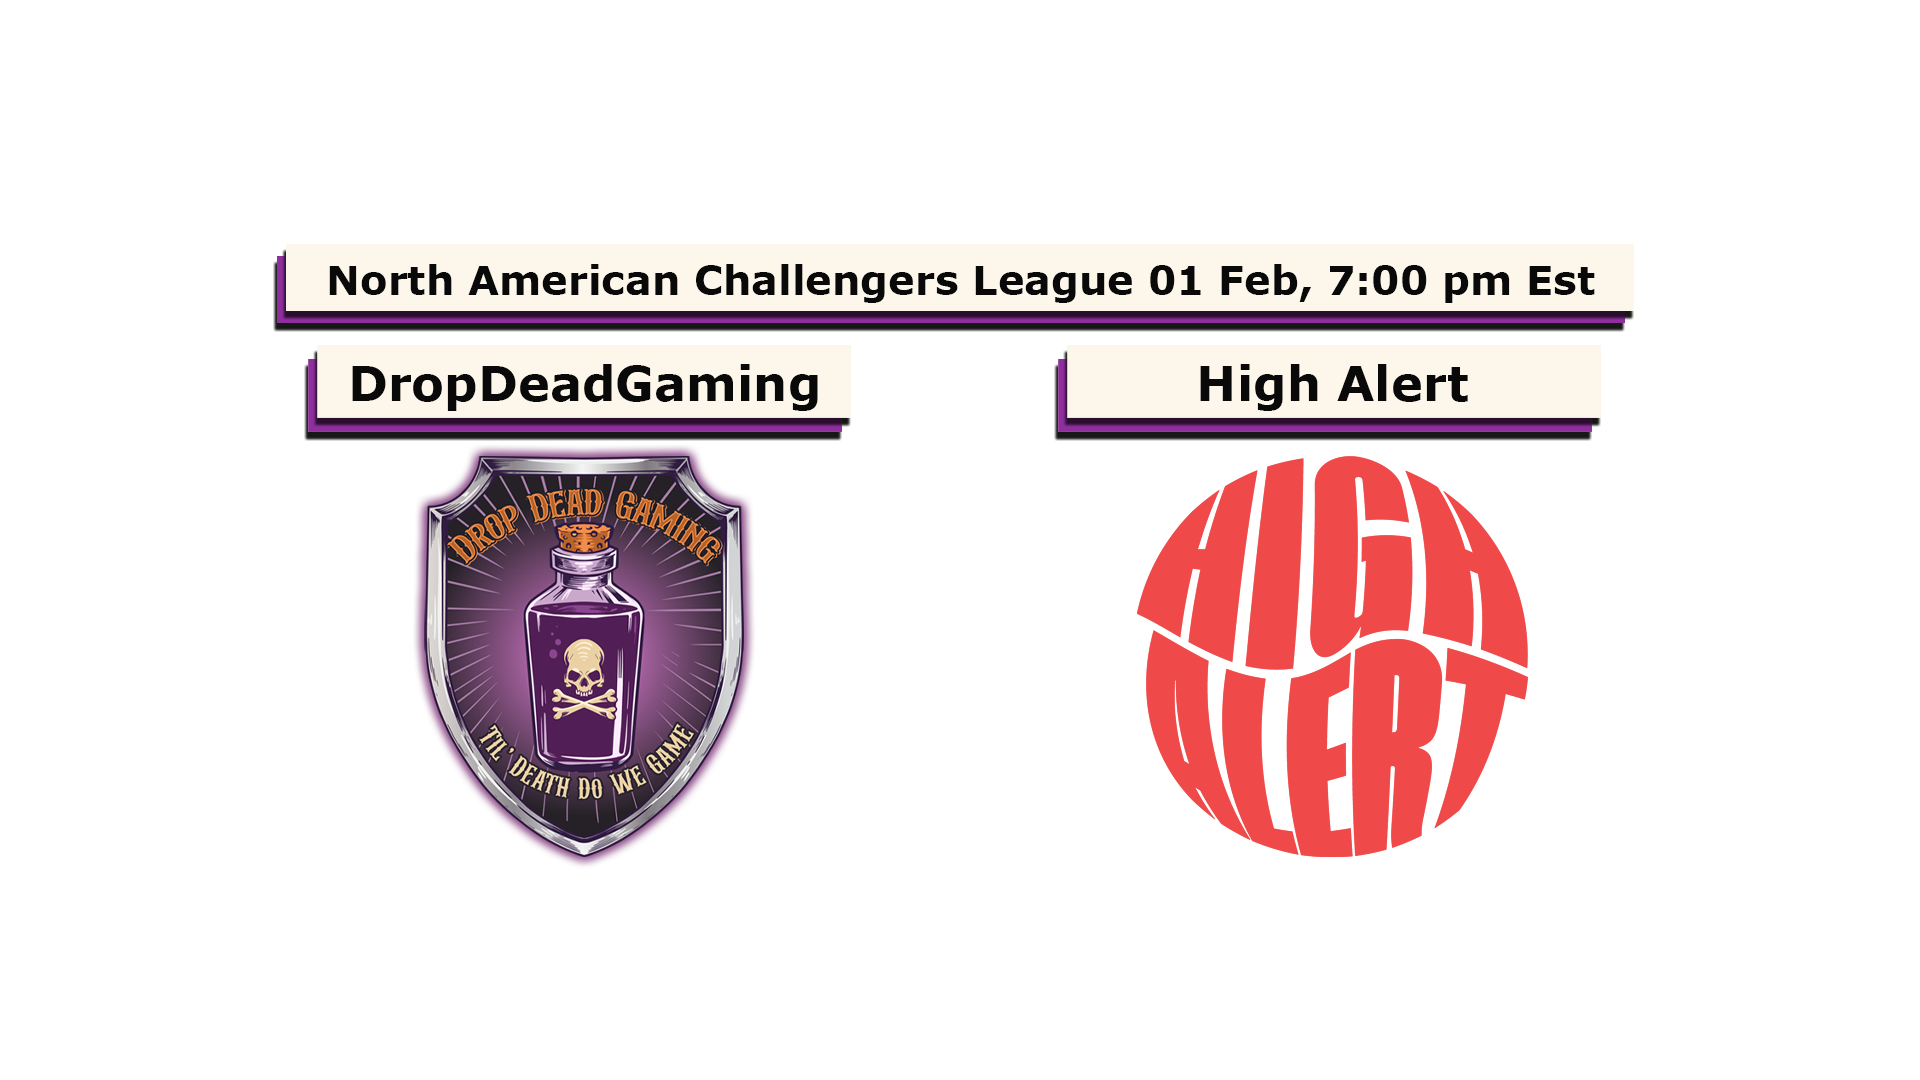 North American Challengers League 01 Feb, 7:00 pm Est
DropDeadGaming
High Alert
DROP DEAD GAMING
TIL' DEATH DO WE GAME
HIGH
ALERT